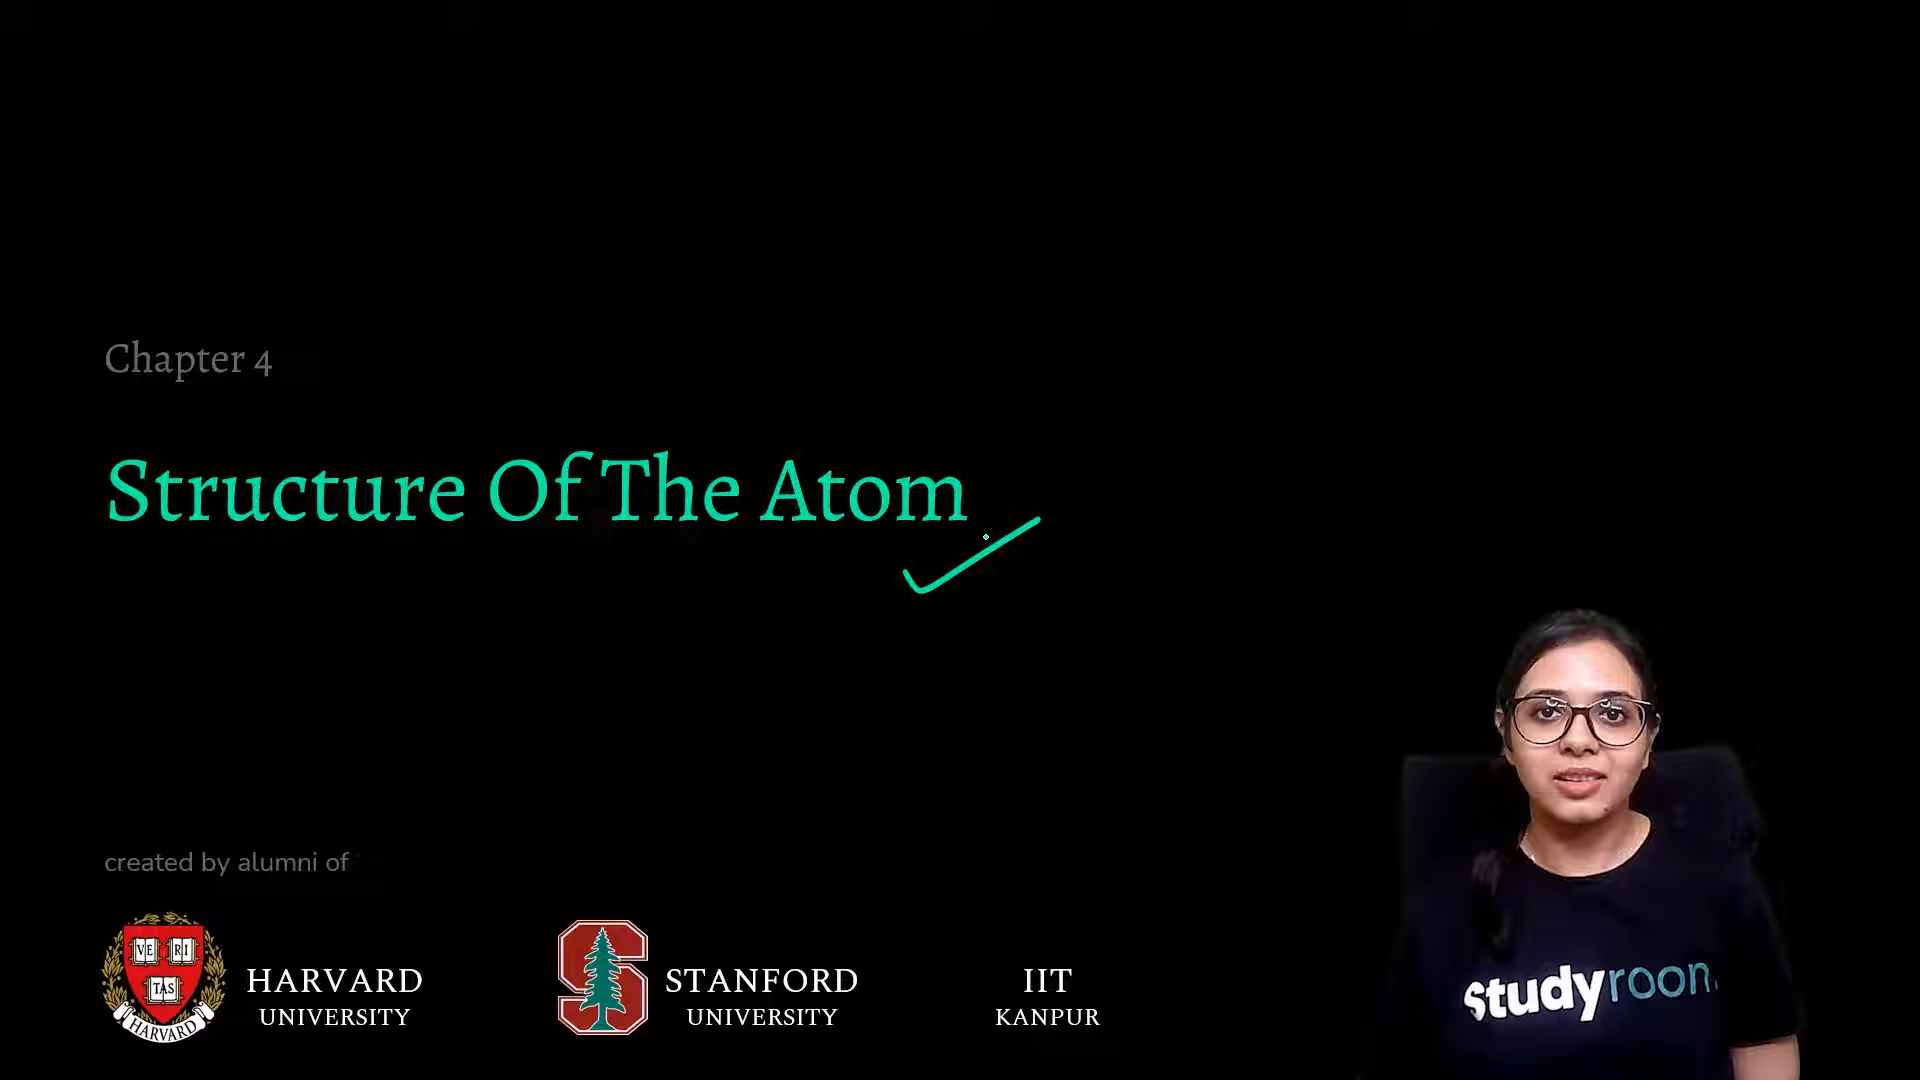 Chapter 4
Structure Of The Atom
created by alumni of
VE RI
TAS
HARVARD
HARVARD
UNIVERSITY
STANFORD
UNIVERSITY
IIT
KANPUR
studyroom.